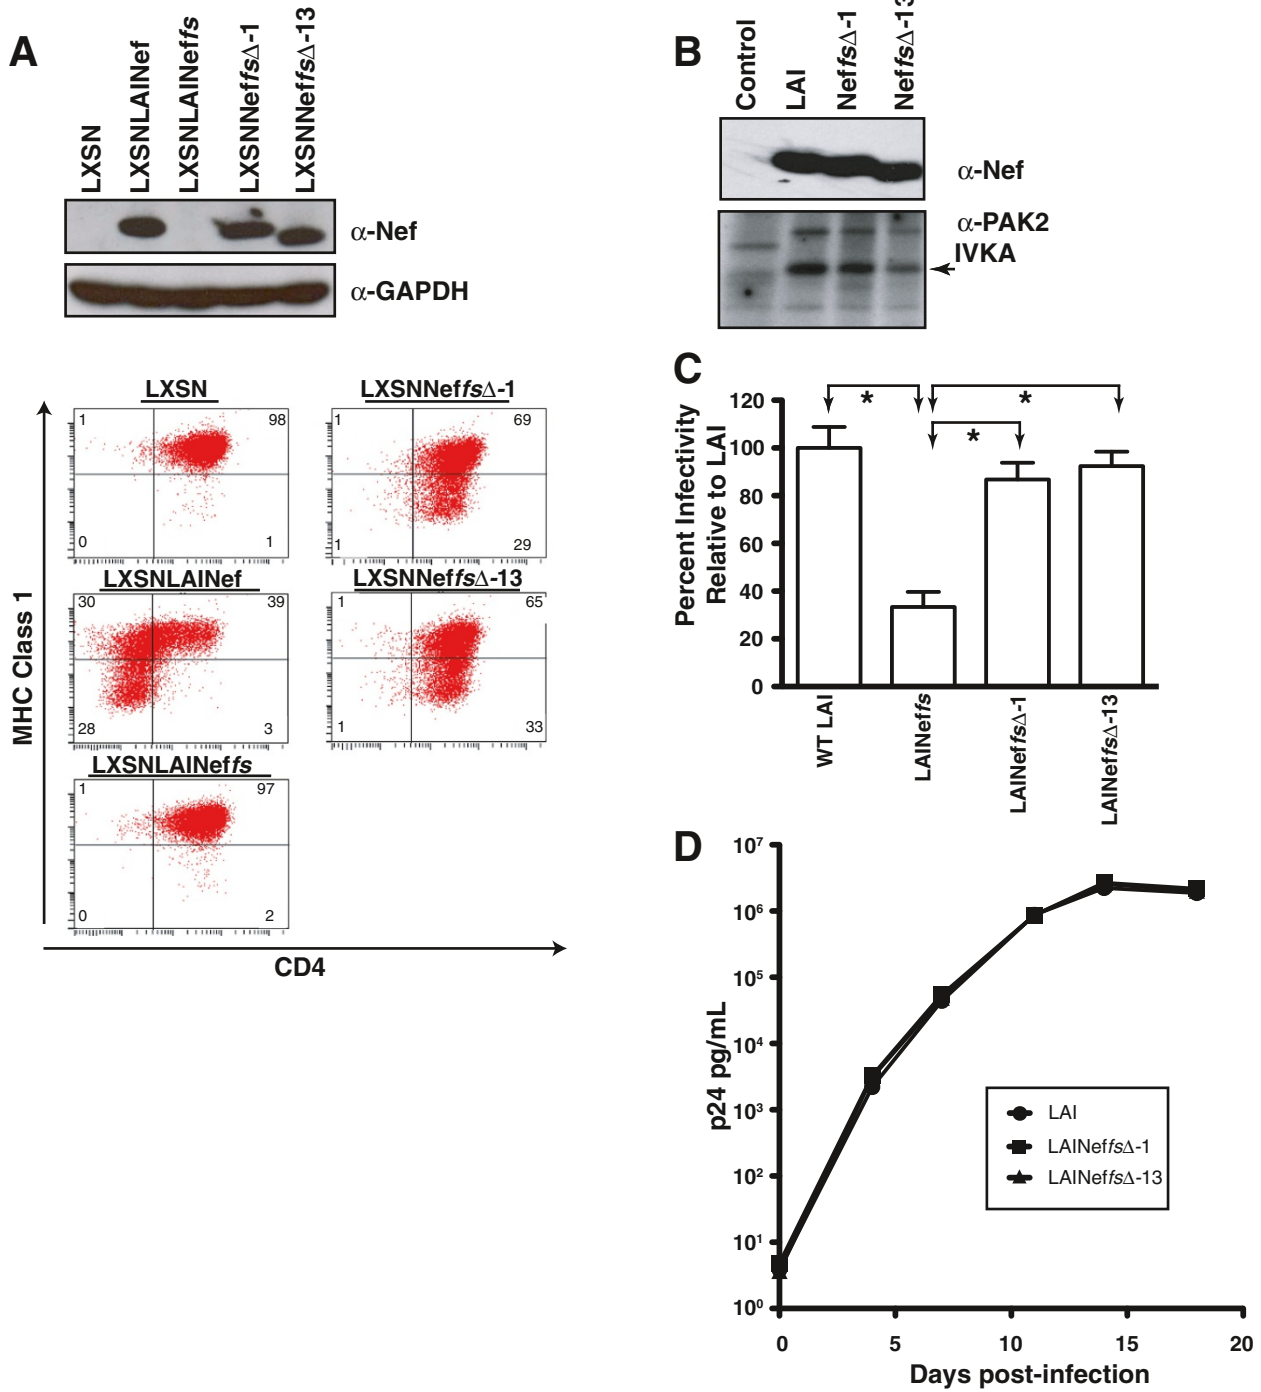 A
LXSN
LXSNLAINef
LXSNLAINeffs
LXSNNeffsΔ-1
LXSNNeffsΔ-13
α-Nef
α-GAPDH
LXSN
1
98
0
1
LXSNNeffsΔ-1
1
69
1
29
LXSNLAINef
30
39
28
3
LXSNNeffsΔ-13
1
65
1
33
LXSNLAINeffs
1
97
0
2
MHC Class 1
CD4
B
Control
LAI
NeffsΔ-1
NeffsΔ-13
α-Nef
α-PAK2
IVKA
C
Percent Infectivity
Relative to LAI
120
100
80
60
40
20
0
*
*
*
WT LAI
LAINeffs
LAINeffsΔ-1
LAINeffsΔ-13
D
p24 pg/mL
10⁷
10⁶
10⁵
10⁴
10³
10²
10¹
10⁰
LAI
LAINeffsΔ-1
LAINeffsΔ-13
0 5 10 15 20
Days post-infection